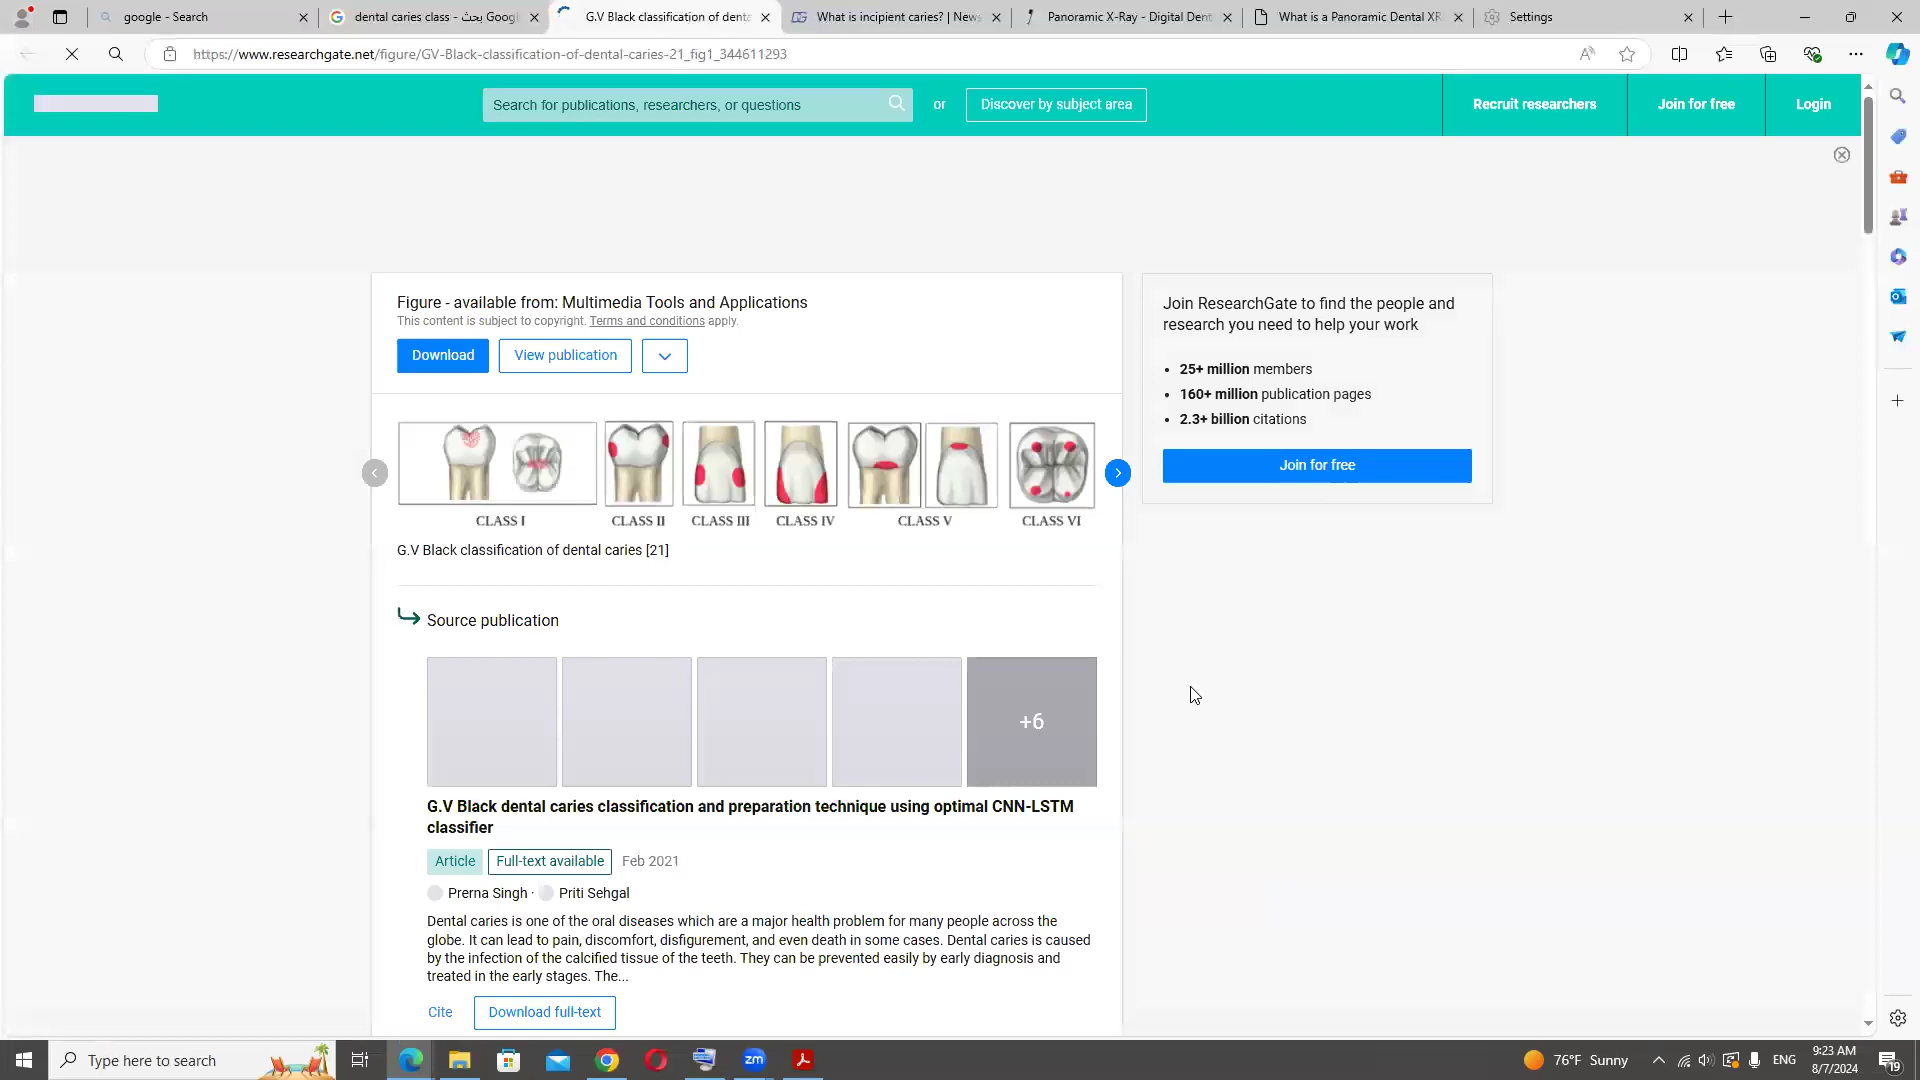 google - Search
dental caries class - بحث Googl
G.V Black classification of denta
What is incipient caries? | News
Panoramic X-Ray - Digital Dent
What is a Panoramic Dental XR
Settings
https://www.researchgate.net/figure/GV-Black-classification-of-dental-caries-21_fig1_344611293
Search for publications, researchers, or questions
or
Discover by subject area
Recruit researchers
Join for free
Login
Figure - available from: Multimedia Tools and Applications
This content is subject to copyright. Terms and conditions apply.
Download
View publication
CLASS I
CLASS II
CLASS III
CLASS IV
CLASS V
CLASS VI
G.V Black classification of dental caries [21]
Join ResearchGate to find the people and
research you need to help your work
• 25+ million members
• 160+ million publication pages
• 2.3+ billion citations
Join for free
Source publication
+6
G.V Black dental caries classification and preparation technique using optimal CNN-LSTM
classifier
Article
Full-text available
Feb 2021
Prerna Singh ·
Priti Sehgal
Dental caries is one of the oral diseases which are a major health problem for many people across the
globe. It can lead to pain, discomfort, disfigurement, and even death in some cases. Dental caries is caused
by the infection of the calcified tissue of the teeth. They can be prevented easily by early diagnosis and
treated in the early stages. The...
Cite
Download full-text
Type here to search
zm
76°F Sunny
ENG
9:23 AM
8/7/2024
19